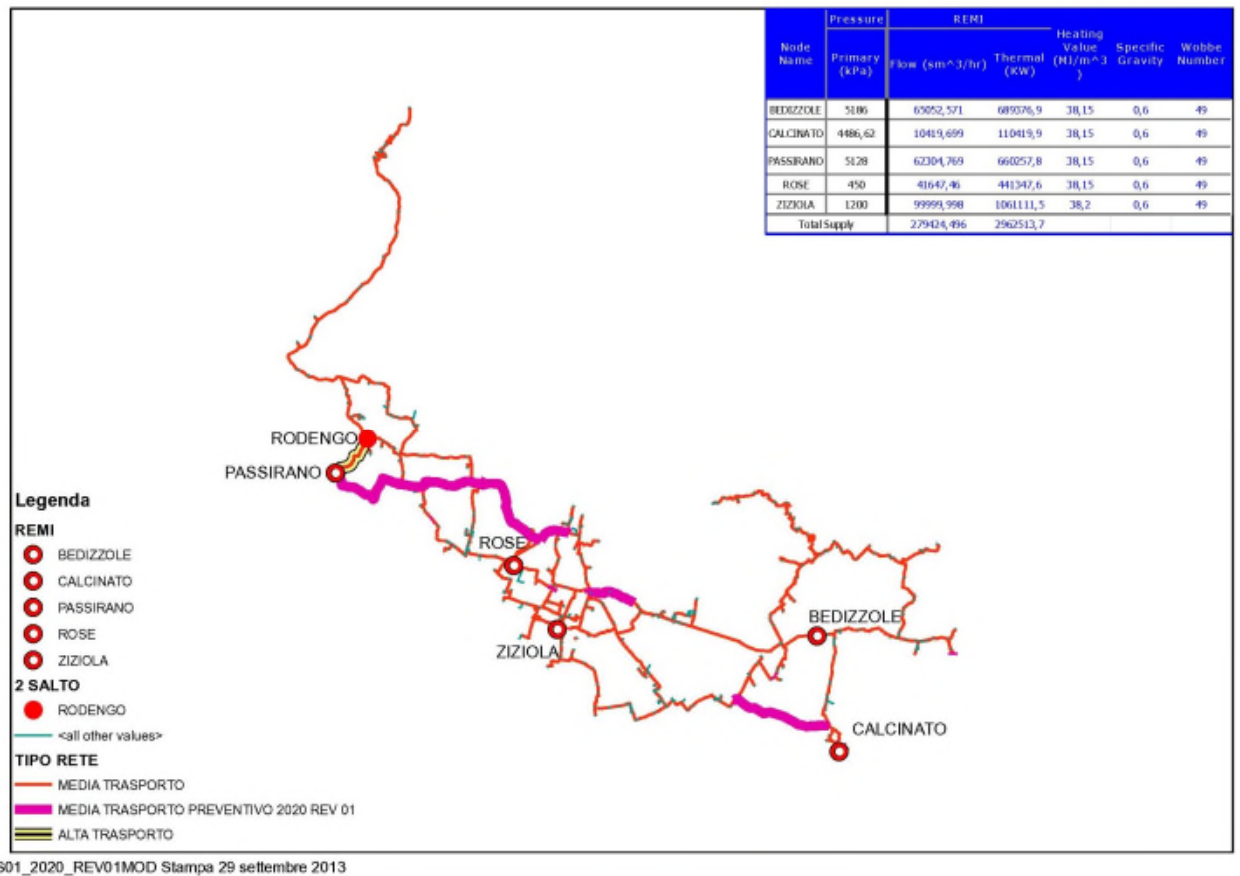 Pressure REMI
Node Name Primary (kPa) Flow (sm^3/hr) Thermal (KW) Heating Value (MJ/m^3) Specific Gravity Wobbe Number
BEDIZZOLE 5186 65052,571 689376,9 38,15 0,6 49
CALCINATO 4486,62 10419,699 110419,9 38,15 0,6 49
PASSIRANO 5128 62304,769 660257,8 38,15 0,6 49
ROSE 450 41647,46 441347,6 38,15 0,6 49
ZIZIOLA 1200 99999,998 1061111,5 38,2 0,6 49
Total Supply 279424,496 2962513,7
RODENGO
PASSIRANO
ROSE
ZIZIOLA
BEDIZZOLE
CALCINATO
Legenda
REMI
BEDIZZOLE
CALCINATO
PASSIRANO
ROSE
ZIZIOLA
2 SALTO
RODENGO
<all other values>
TIPO RETE
MEDIA TRASPORTO
MEDIA TRASPORTO PREVENTIVO 2020 REV 01
ALTA TRASPORTO
S01_2020_REV01MOD Stampa 29 settembre 2013